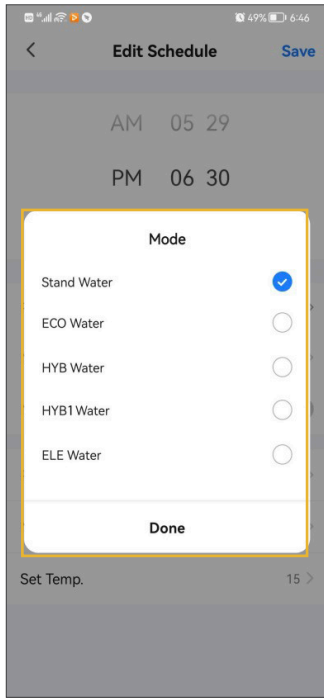 49% 6:46
Edit Schedule Save
AM 05 29
PM 06 30
Mode
Stand Water
ECO Water
HYB Water
HYB1 Water
ELE Water
Done
Set Temp. 15